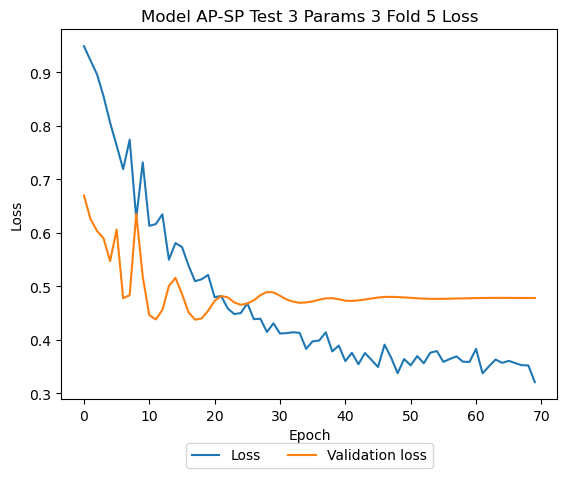 Model AP-SP Test 3 Params 3 Fold 5 Loss
0.9
0.8
0.7
0.6
0.5
0.4
0.3
Loss
0 10 20 30 40 50 60 70
Epoch
Loss Validation loss